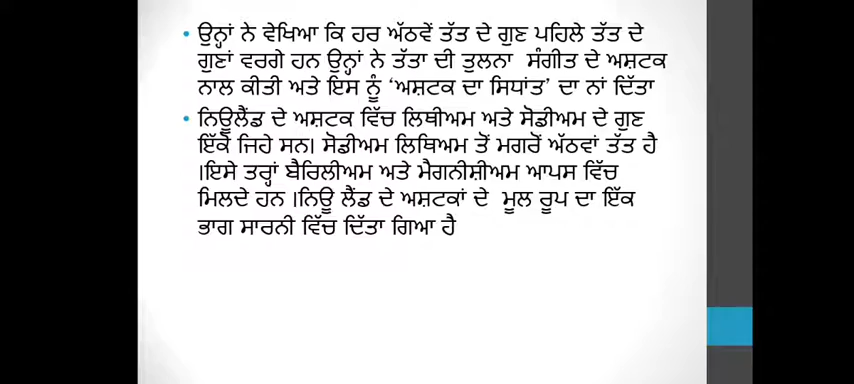 ਉਨ੍ਹਾਂ ਨੇ ਵੇਖਿਆ ਕਿ ਹਰ ਅੱਠਵੇਂ ਤੱਤ ਦੇ ਗੁਣ ਪਹਿਲੇ ਤੱਤ ਦੇ
ਗੁਣਾਂ ਵਰਗੇ ਹਨ ਉਨ੍ਹਾਂ ਨੇ ਤੱਤਾ ਦੀ ਤੁਲਨਾ ਸੰਗੀਤ ਦੇ ਅਸ਼ਟਕ
ਨਾਲ ਕੀਤੀ ਅਤੇ ਇਸ ਨੂੰ ‘ਅਸ਼ਟਕ ਦਾ ਸਿਧਾਂਤ’ ਦਾ ਨਾਂ ਦਿੱਤਾ
ਨਿਊਲੈਂਡ ਦੇ ਅਸ਼ਟਕ ਵਿੱਚ ਲਿਥੀਅਮ ਅਤੇ ਸੋਡੀਅਮ ਦੇ ਗੁਣ
ਇੱਕੋ ਜਿਹੇ ਸਨ। ਸੋਡੀਅਮ ਲਿਥਿਅਮ ਤੋਂ ਮਗਰੋਂ ਅੱਠਵਾਂ ਤੱਤ ਹੈ
।ਇਸੇ ਤਰ੍ਹਾਂ ਬੈਰਿਲੀਅਮ ਅਤੇ ਮੈਗਨੀਸ਼ੀਅਮ ਆਪਸ ਵਿੱਚ
ਮਿਲਦੇ ਹਨ ।ਨਿਊ ਲੈਂਡ ਦੇ ਅਸ਼ਟਕਾਂ ਦੇ ਮੂਲ ਰੂਪ ਦਾ ਇੱਕ
ਭਾਗ ਸਾਰਨੀ ਵਿੱਚ ਦਿੱਤਾ ਗਿਆ ਹੈ